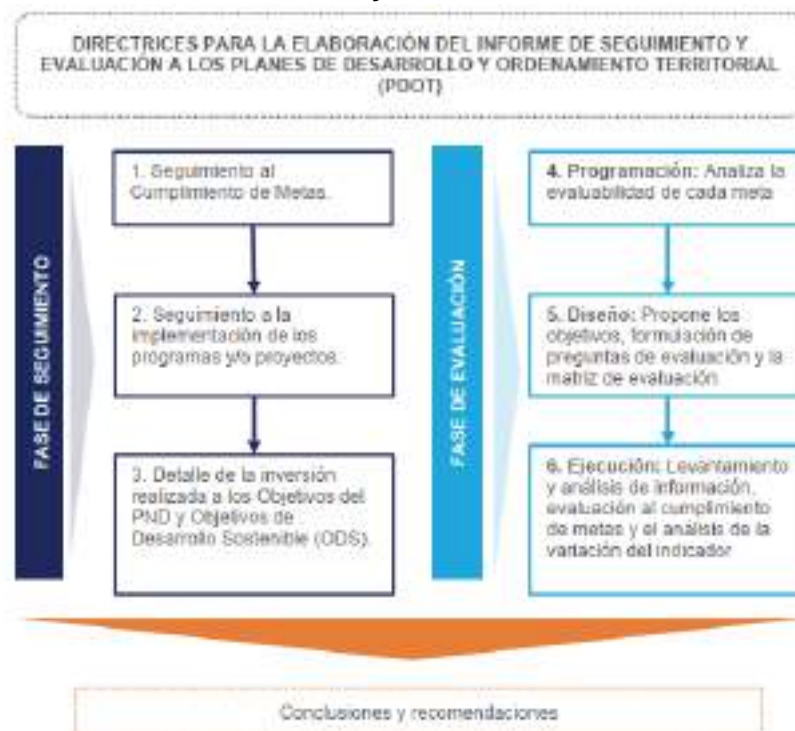 DIRECTRICES PARA LA ELABORACIÓN DEL INFORME DE SEGUIMIENTO Y
EVALUACIÓN A LOS PLANES DE DESARROLLO Y ORDENAMIENTO TERRITORIAL
(PDOT)
FASE DE SEGUIMIENTO
1. Seguimiento al
Cumplimiento de Metas.
2. Seguimiento a la
implementación de los
programas y/o proyectos.
3. Detalle de la inversión
realizada a los Objetivos del
PND y Objetivos de
Desarrollo Sostenible (ODS).
FASE DE EVALUACIÓN
4. Programación: Analiza la
evaluabilidad de cada meta
5. Diseño: Propone los
objetivos, formulación de
preguntas de evaluación y la
matriz de evaluación
6. Ejecución: Levantamiento
y análisis de información,
evaluación al cumplimiento
de metas y el análisis de la
variación del indicador
Conclusiones y recomendaciones